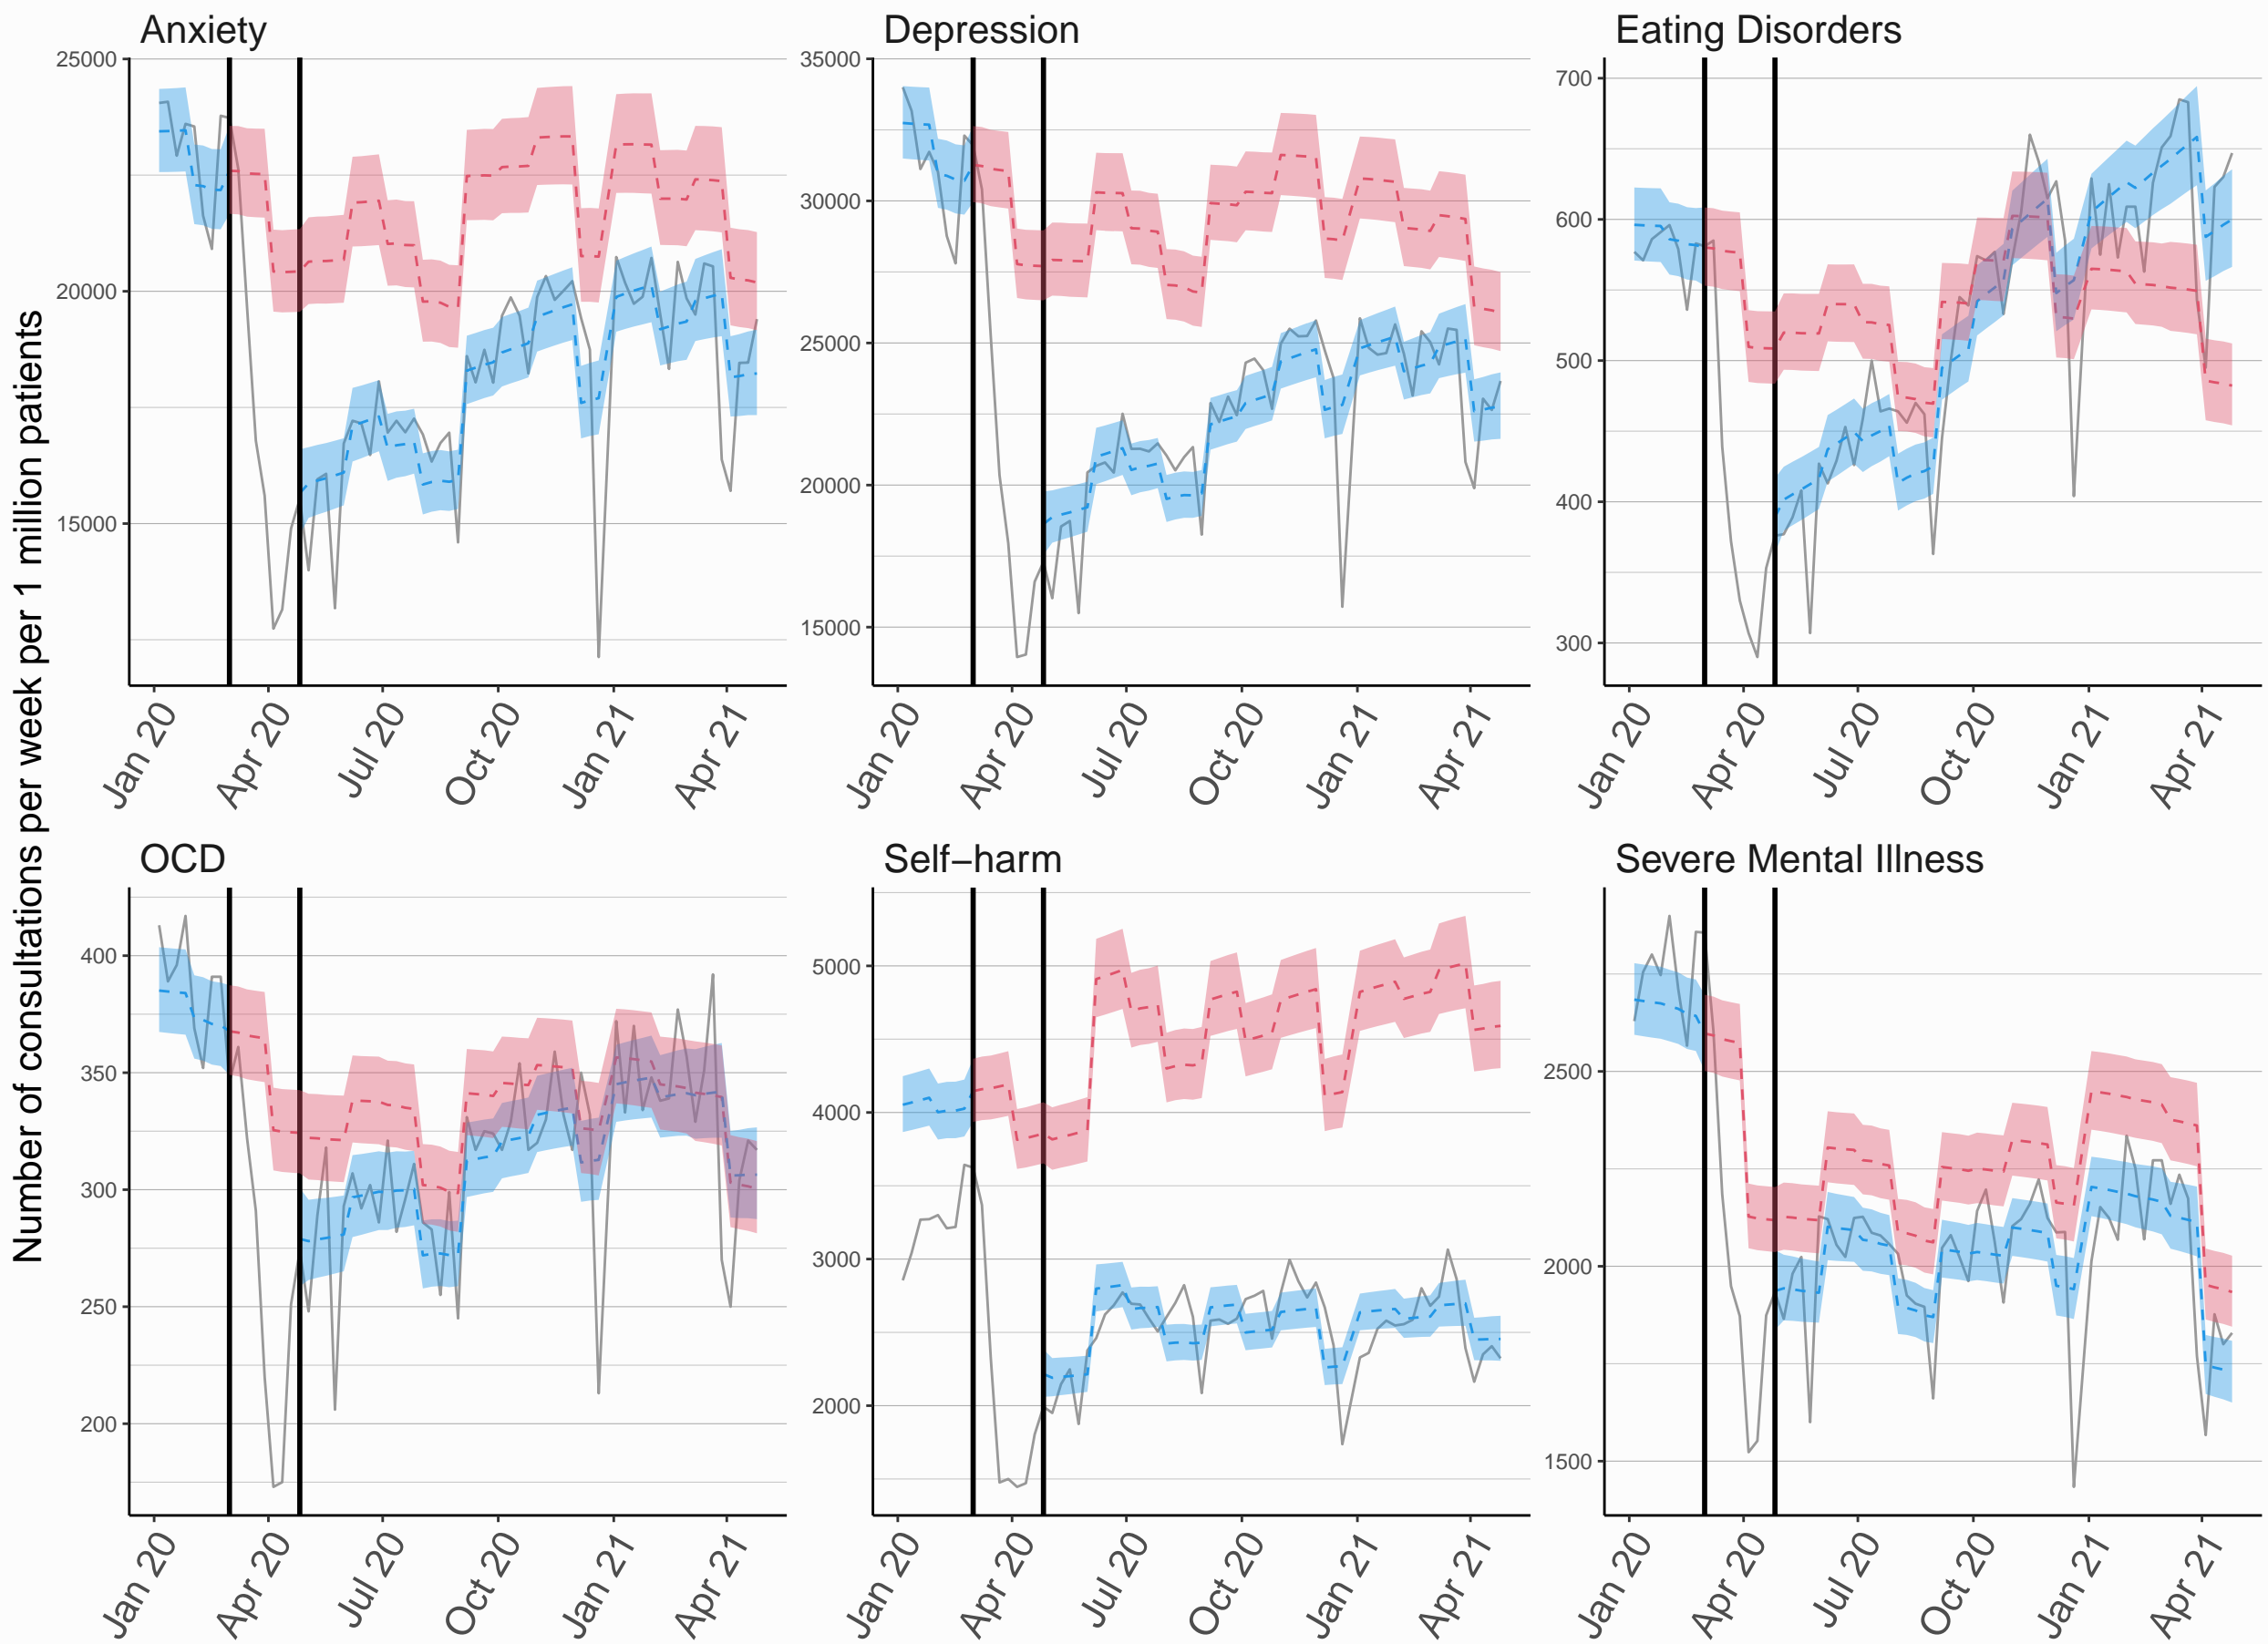 Number of consultations per week per 1 million patients
Anxiety
25000
20000
15000
Jan 20
Apr 20
Jul 20
Oct 20
Jan 21
Apr 21
Depression
35000
30000
25000
20000
15000
Jan 20
Apr 20
Jul 20
Oct 20
Jan 21
Apr 21
Eating Disorders
700
600
500
400
300
Jan 20
Apr 20
Jul 20
Oct 20
Jan 21
Apr 21
OCD
400
350
300
250
200
Jan 20
Apr 20
Jul 20
Oct 20
Jan 21
Apr 21
Self−harm
5000
4000
3000
2000
Jan 20
Apr 20
Jul 20
Oct 20
Jan 21
Apr 21
Severe Mental Illness
2500
2000
1500
Jan 20
Apr 20
Jul 20
Oct 20
Jan 21
Apr 21